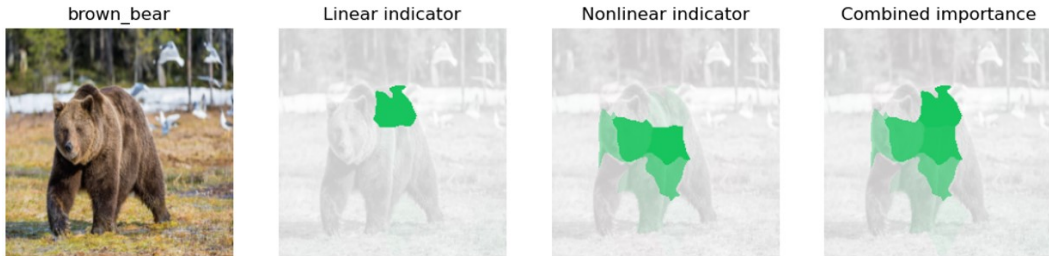 brown_bear
Linear indicator
Nonlinear indicator
Combined importance